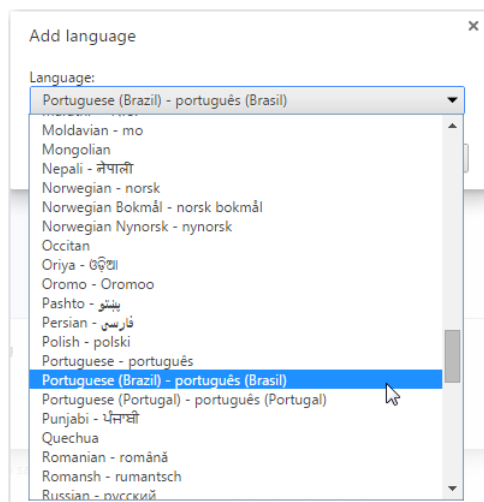 Add language
Language:
Portuguese (Brazil) - português (Brasil)
Moldavian - mo
Mongolian
Nepali - नेपाली
Norwegian - norsk
Norwegian Bokmål - norsk bokmål
Norwegian Nynorsk - nynorsk
Occitan
Oriya - ଓଡ଼ିଆ
Oromo - Oromoo
Pashto - پښتو
Persian - فارسی
Polish - polski
Portuguese - português
Portuguese (Brazil) - português (Brasil)
Portuguese (Portugal) - português (Portugal)
Punjabi - ਪੰਜਾਬੀ
Quechua
Romanian - română
Romansh - rumantsch
Russian - русский